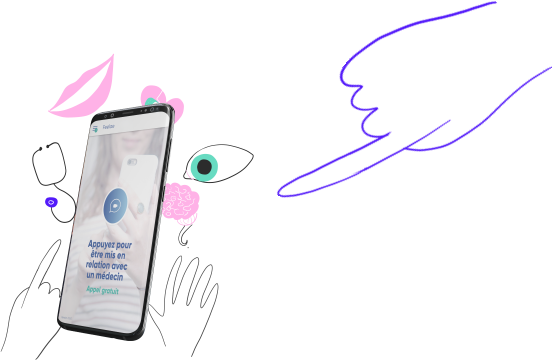 Appuyez pour
être mis en
relation avec
un médecin
Appel gratuit